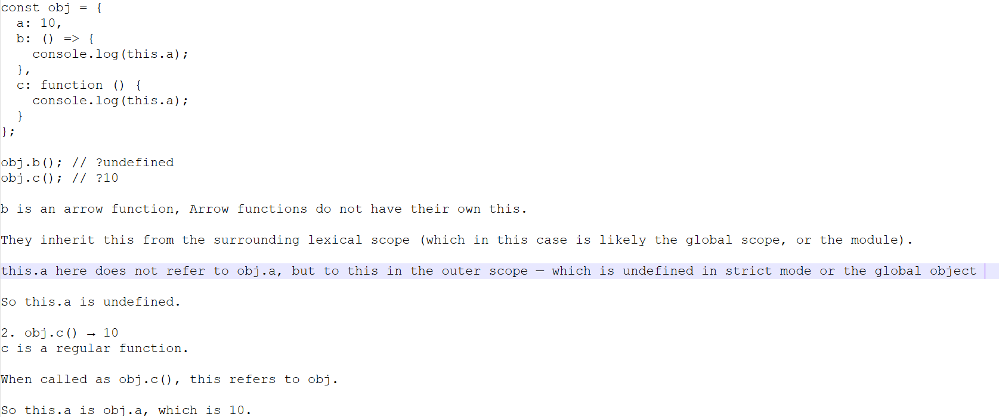 const obj = {
  a: 10,
  b: () => {
    console.log(this.a);
  },
  c: function () {
    console.log(this.a);
  }
};

obj.b(); // ?undefined
obj.c(); // ?10

b is an arrow function, Arrow functions do not have their own this.

They inherit this from the surrounding lexical scope (which in this case is likely the global scope, or the module).

this.a here does not refer to obj.a, but to this in the outer scope — which is undefined in strict mode or the global object

So this.a is undefined.

2. obj.c() → 10
c is a regular function.

When called as obj.c(), this refers to obj.

So this.a is obj.a, which is 10.